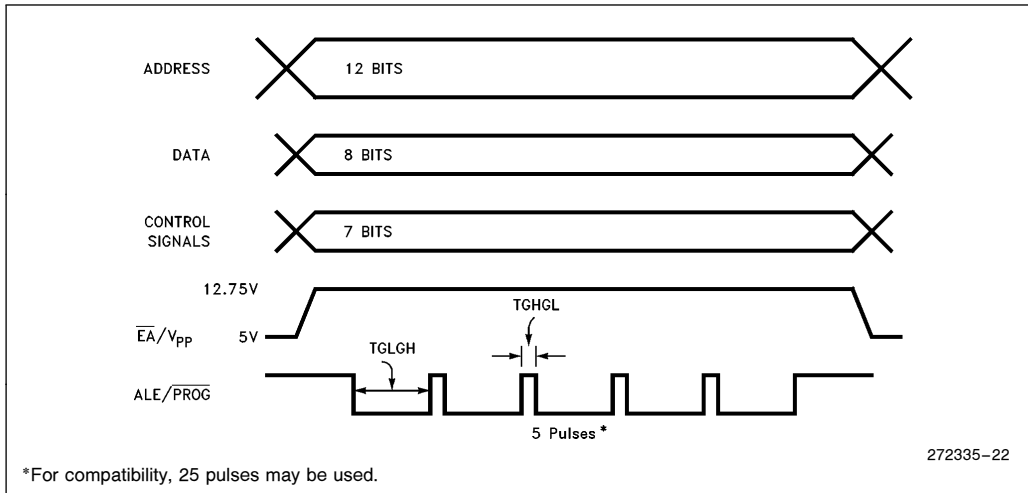 ADDRESS
12 BITS
DATA
8 BITS
CONTROL
SIGNALS
7 BITS
12.75V
TGHGL
EA/VPP
5V
TGLGH
ALE/PROG
5 Pulses*
272335-22
*For compatibility, 25 pulses may be used.